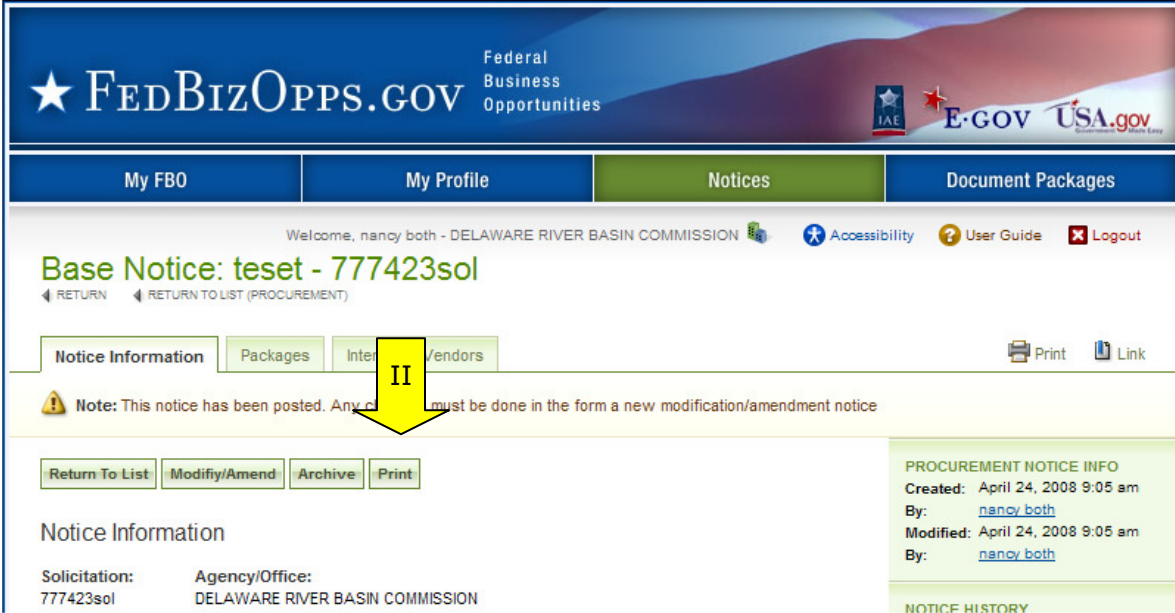 FEDBIZOPPS.GOV
Federal
Business
Opportunities
IAE
E·GOV
USA.gov
Government Made Easy
My FBO
My Profile
Notices
Document Packages
Welcome, nancy both - DELAWARE RIVER BASIN COMMISSION
Accessibility
User Guide
Logout
Base Notice: teset - 777423sol
RETURN
RETURN TO LIST (PROCUREMENT)
Notice Information
Packages
Inter
Vendors
Print
Link
II
Note: This notice has been posted. Any c must be done in the form a new modification/amendment notice
Return To List
Modifiy/Amend
Archive
Print
PROCUREMENT NOTICE INFO
Created: April 24, 2008 9:05 am
By: nancy both
Modified: April 24, 2008 9:05 am
By: nancy both
Notice Information
Solicitation:
777423sol
Agency/Office:
DELAWARE RIVER BASIN COMMISSION
NOTICE HISTORY